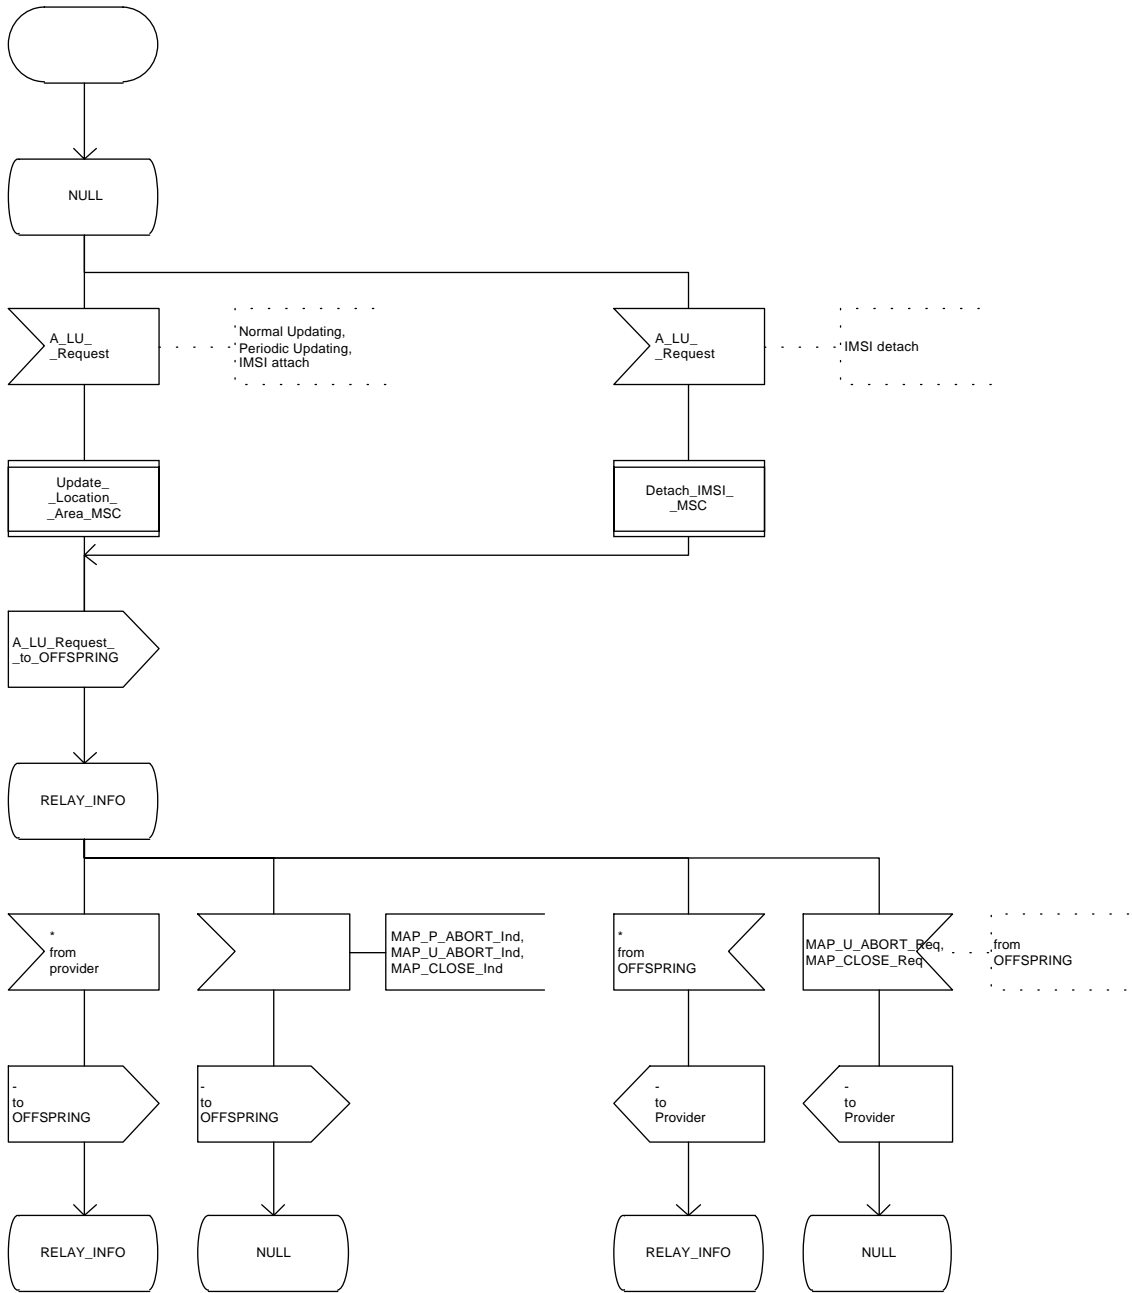 NULL
A_LU_
_Request
Normal Updating,
Periodic Updating,
IMSI attach
A_LU_
_Request
IMSI detach
Update_
_Location_
_Area_MSC
Detach_IMSI_
_MSC
A_LU_Request_
_to_OFFSPRING
RELAY_INFO
*
from
provider
MAP_P_ABORT_Ind,
MAP_U_ABORT_Ind,
MAP_CLOSE_Ind
*
from
OFFSPRING
MAP_U_ABORT_Req,
MAP_CLOSE_Req
from
OFFSPRING
-
to
OFFSPRING
-
to
OFFSPRING
-
to
Provider
-
to
Provider
RELAY_INFO
NULL
RELAY_INFO
NULL